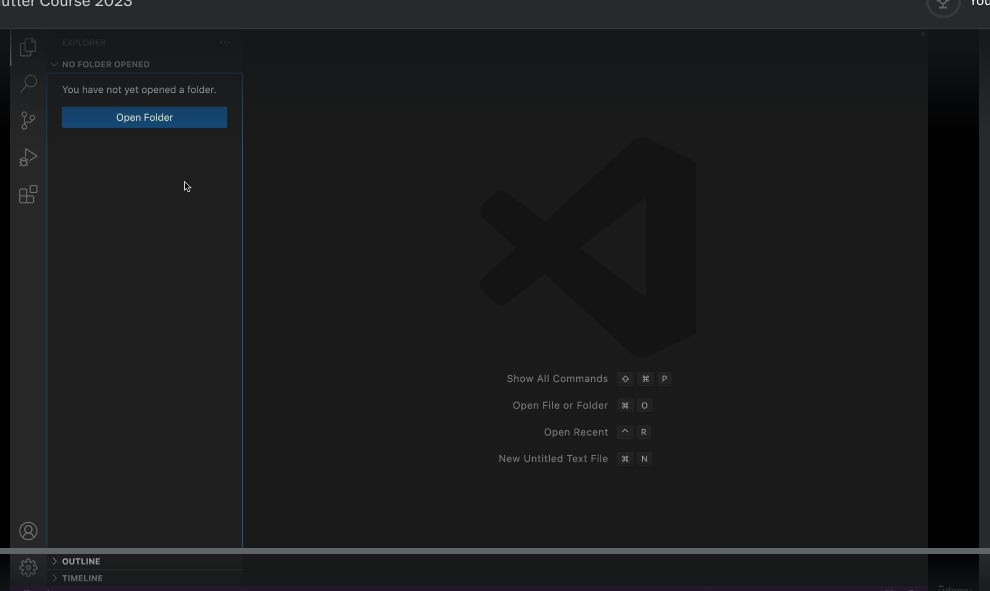 Course 2023
You
EXPLORER
NO FOLDER OPENED
You have not yet opened a folder.
Open Folder
Show All Commands ⇧ ⌘ P
Open File or Folder ⌘ O
Open Recent ^ R
New Untitled Text File ⌘ N
OUTLINE
TIMELINE